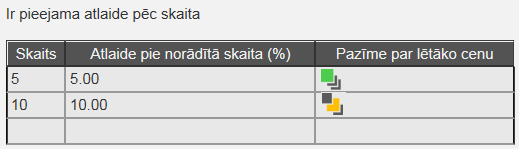 Ir pieejama atlaide pēc skaita
Skaits Atlaide pie norādītā skaita (%) Pazīme par lētāko cenu
5 5.00
10 10.00